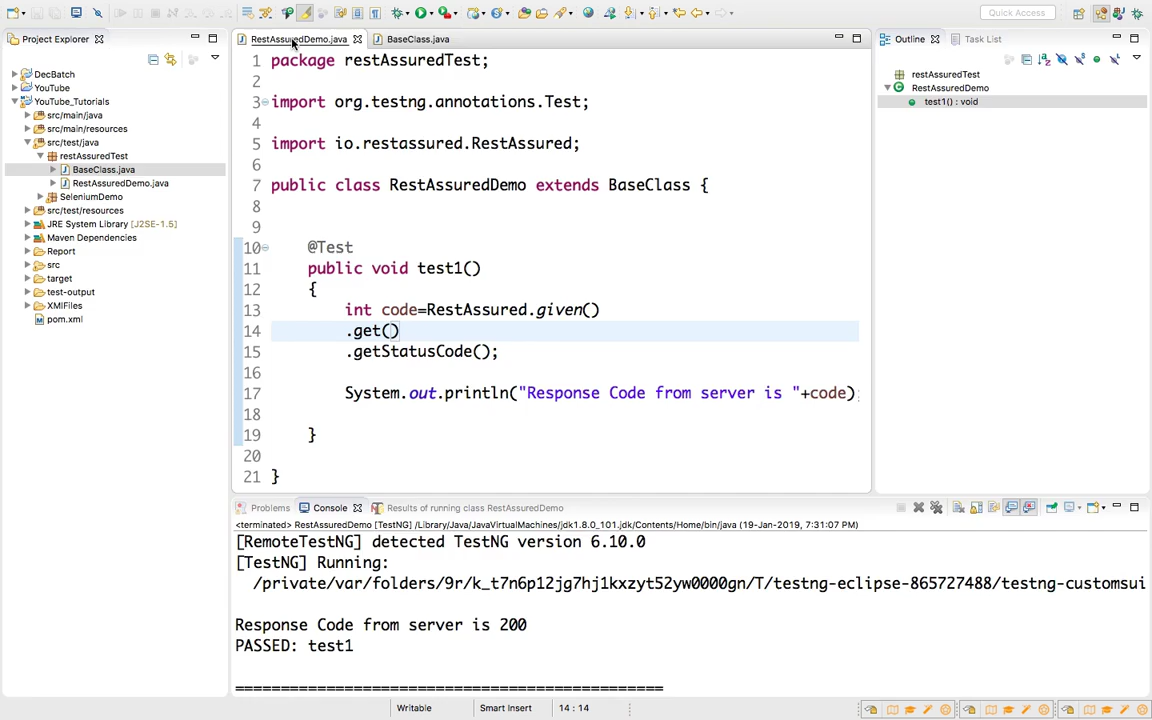 Quick Access
Project Explorer
DecBatch
YouTube
YouTube_Tutorials
src/main/java
src/main/resources
src/test/java
restAssuredTest
BaseClass.java
RestAssuredDemo.java
SeleniumDemo
src/test/resources
JRE System Library [J2SE-1.5]
Maven Dependencies
Report
src
target
test-output
XMlFiles
pom.xml
RestAssuredDemo.java
BaseClass.java
1 package restAssuredTest;
2
3 import org.testng.annotations.Test;
4
5 import io.restassured.RestAssured;
6
7 public class RestAssuredDemo extends BaseClass {
8
9
10 @Test
11 public void test1()
12 {
13 int code=RestAssured.given()
14 .get()
15 .getStatusCode();
16
17 System.out.println("Response Code from server is "+code);
18
19 }
20
21 }
Outline
Task List
restAssuredTest
RestAssuredDemo
test1() : void
Problems
Console
Results of running class RestAssuredDemo
<terminated> RestAssuredDemo [TestNG] /Library/Java/JavaVirtualMachines/jdk1.8.0_101.jdk/Contents/Home/bin/java (19-Jan-2019, 7:31:07 PM)
[RemoteTestNG] detected TestNG version 6.10.0
[TestNG] Running:
/private/var/folders/9r/k_t7n6p12jg7hj1kxzyt52yw0000gn/T/testng-eclipse-865727488/testng-customsui
Response Code from server is 200
PASSED: test1
===============================================
Writable
Smart Insert
14 : 14